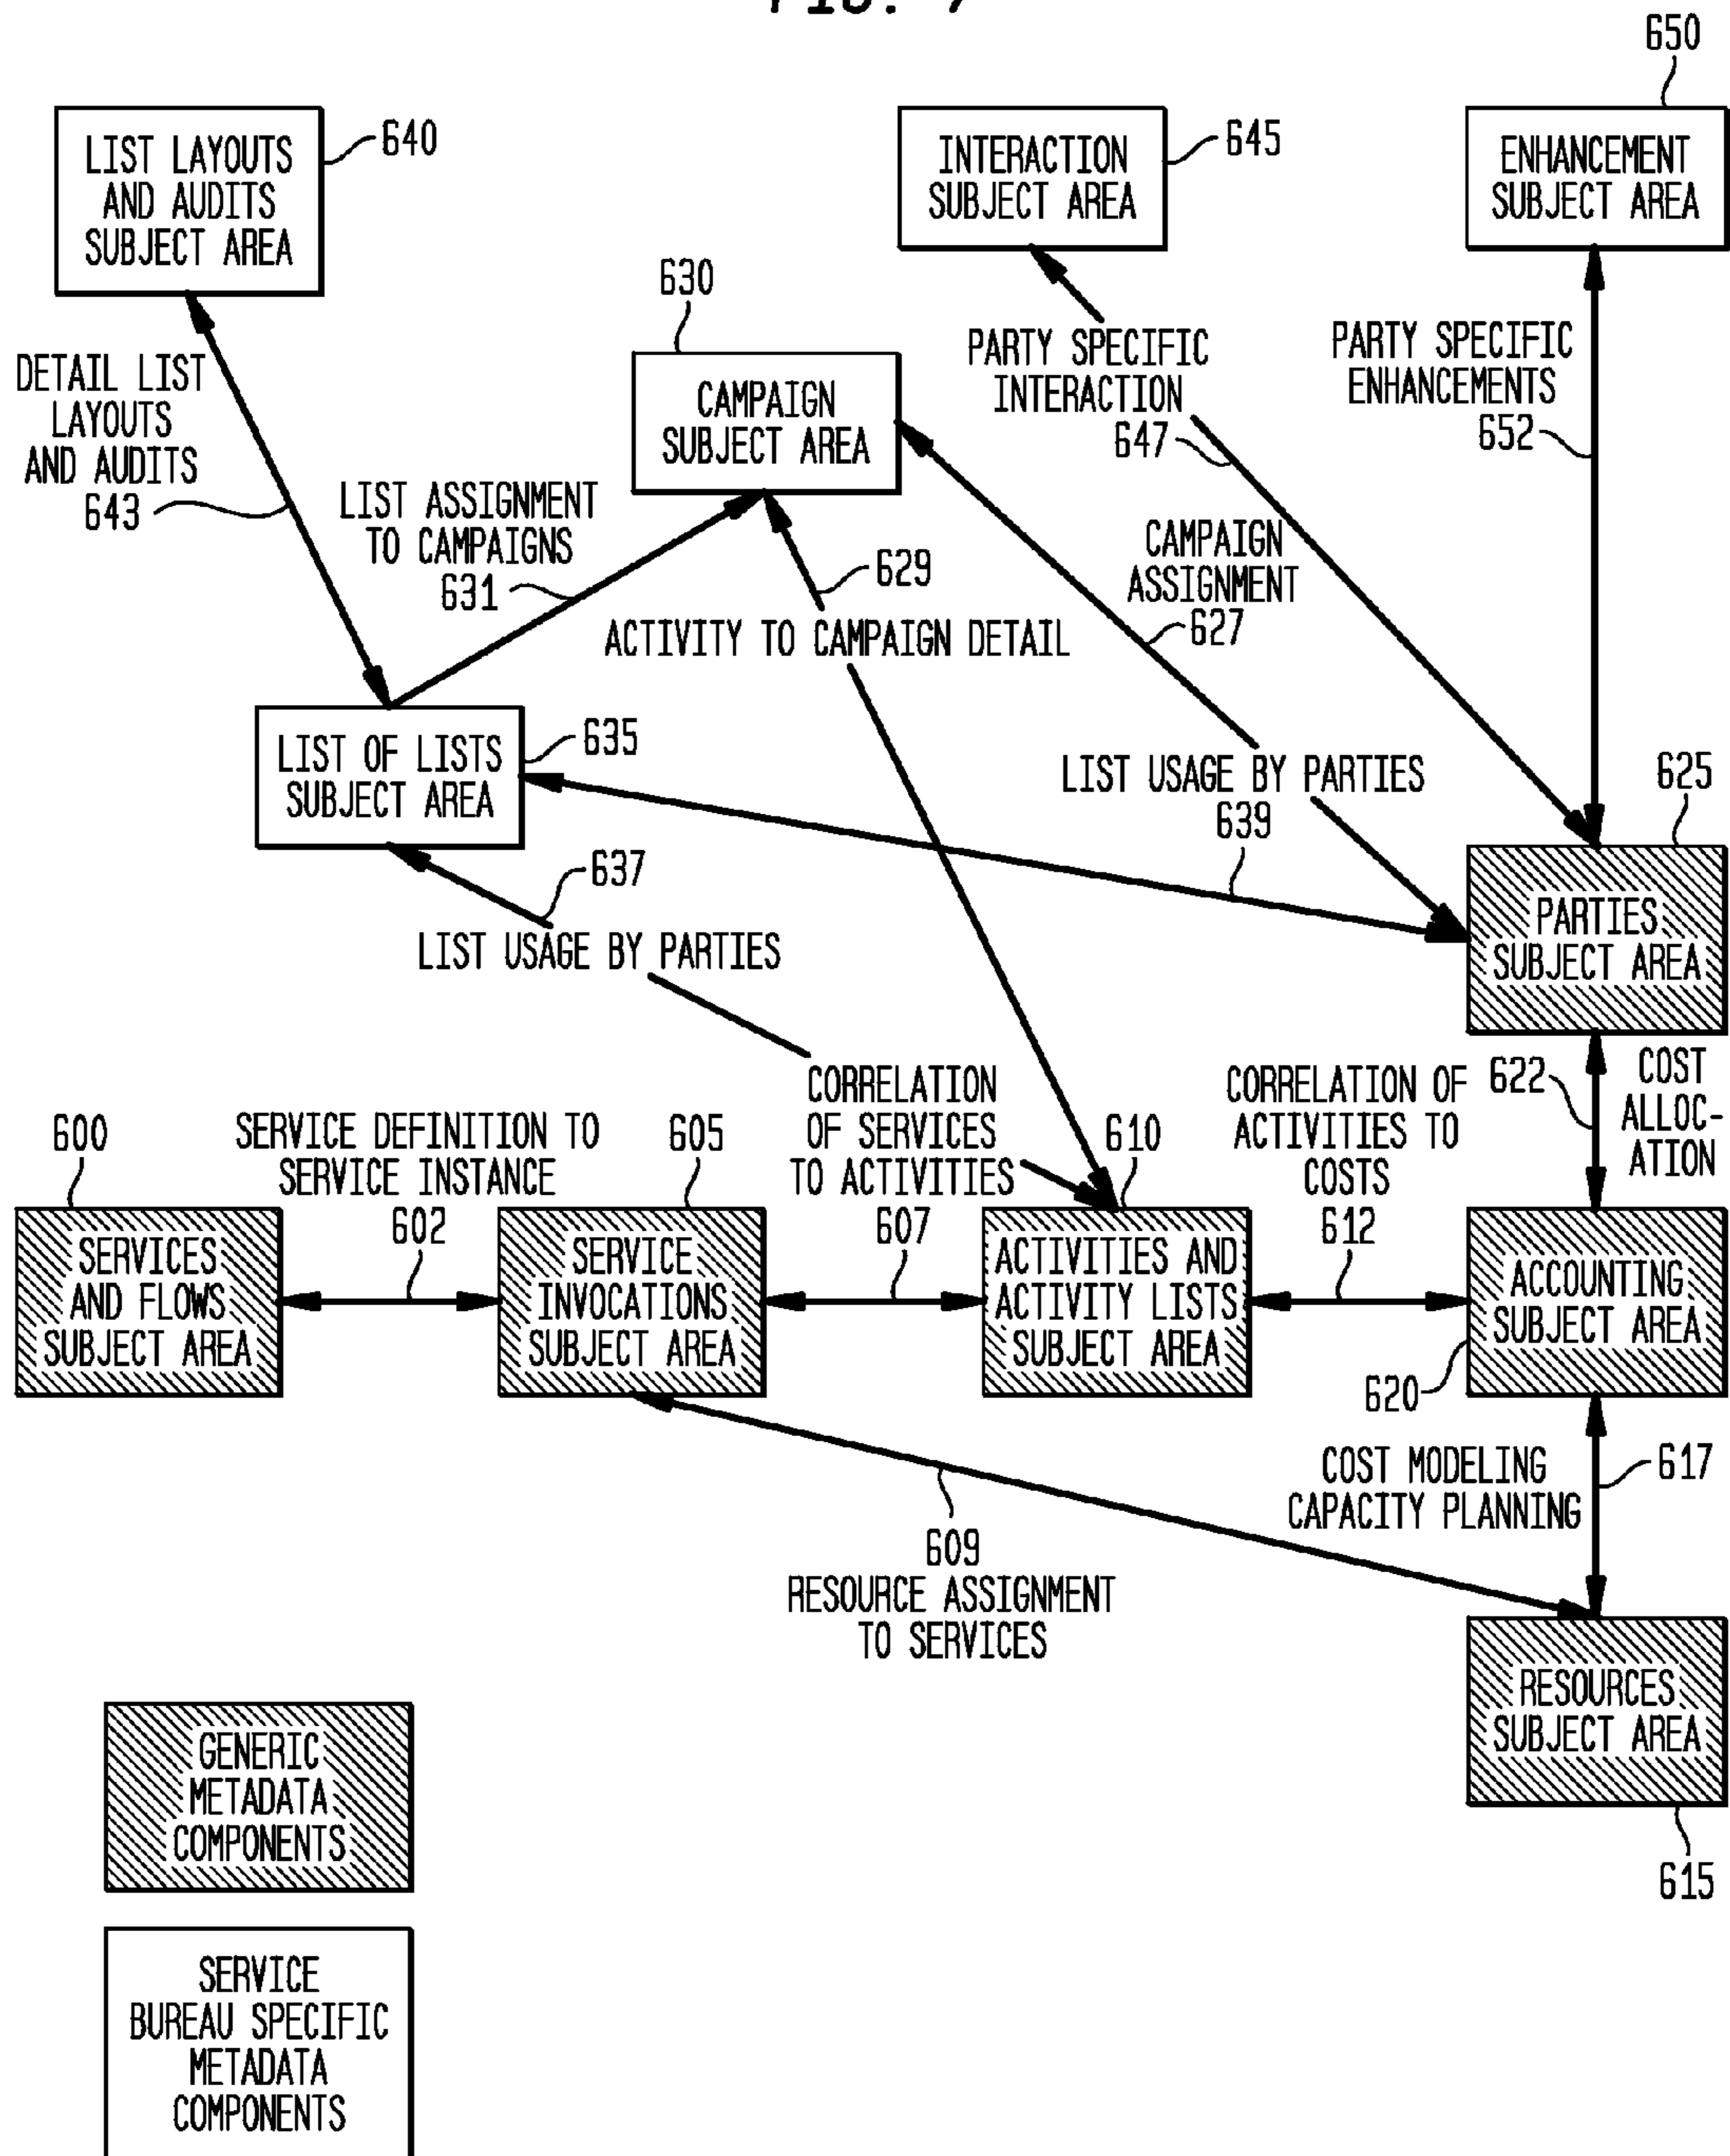 FIG. 7
650
LIST LAYOUTS
AND AUDITS
SUBJECT AREA
640
INTERACTION
SUBJECT AREA
645
ENHANCEMENT
SUBJECT AREA
630
DETAIL LIST
LAYOUTS
AND AUDITS
643
CAMPAIGN
SUBJECT AREA
PARTY SPECIFIC
INTERACTION
647
PARTY SPECIFIC
ENHANCEMENTS
652
LIST ASSIGNMENT
TO CAMPAIGNS
631
629
CAMPAIGN
ASSIGNMENT
627
ACTIVITY TO CAMPAIGN DETAIL
LIST OF LISTS
SUBJECT AREA
635
LIST USAGE BY PARTIES
639
625
637
LIST USAGE BY PARTIES
PARTIES
SUBJECT AREA
622
COST
ALLOC-
ATION
600
SERVICE DEFINITION TO
SERVICE INSTANCE
602
605
CORRELATION
OF SERVICES
TO ACTIVITIES
607
610
CORRELATION OF
ACTIVITIES TO
COSTS
612
SERVICES
AND FLOWS
SUBJECT AREA
SERVICE
INVOCATIONS
SUBJECT AREA
ACTIVITIES AND
ACTIVITY LISTS
SUBJECT AREA
ACCOUNTING
SUBJECT AREA
620
COST MODELING
CAPACITY PLANNING
617
609
RESOURCE ASSIGNMENT
TO SERVICES
RESOURCES
SUBJECT AREA
615
GENERIC
METADATA
COMPONENTS
SERVICE
BUREAU SPECIFIC
METADATA
COMPONENTS